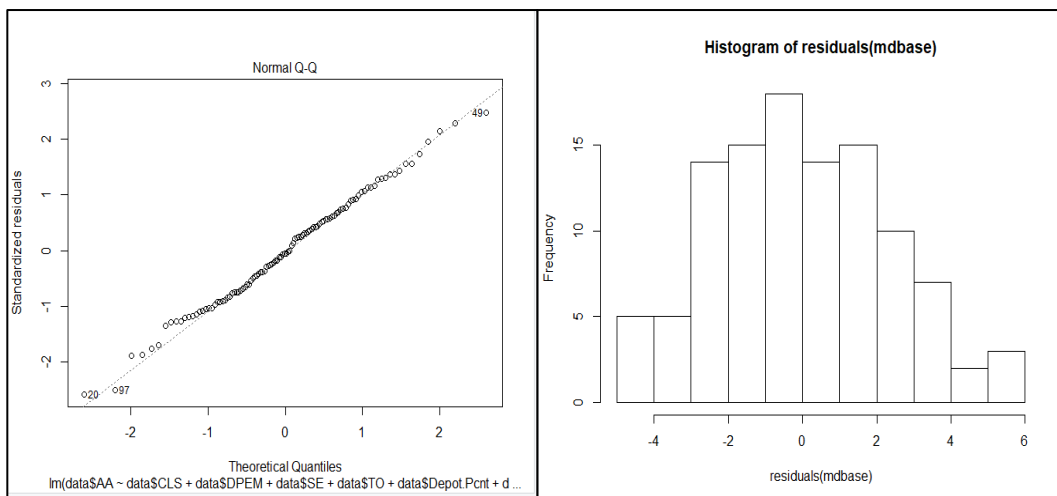 Normal Q-Q
Standardized residuals
3
2
1
0
-1
-2
49
20
97
-2 -1 0 1 2
Theoretical Quantiles
lm(data$AA ~ data$CLS + data$DPEM + data$SE + data$TO + data$Depot.Pcnt + d ...
Histogram of residuals(mdbase)
Frequency
15
10
5
0
-4 -2 0 2 4 6
residuals(mdbase)